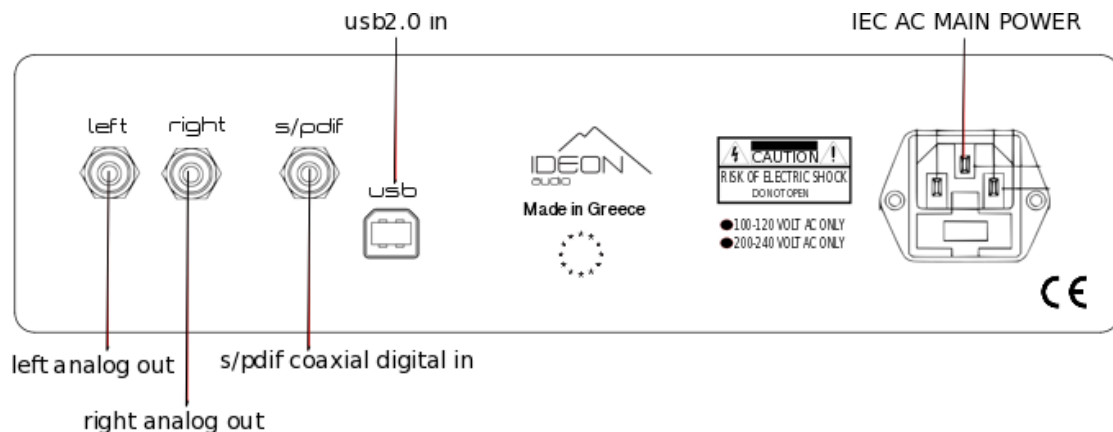 usb2.0 in
IEC AC MAIN POWER
left
right
s/pdif
usb
IDEON
audio
Made in Greece
CAUTION
RISK OF ELECTRIC SHOCK
DO NOT OPEN
100-120 VOLT AC ONLY
200-240 VOLT AC ONLY
CE
left analog out
s/pdif coaxial digital in
right analog out